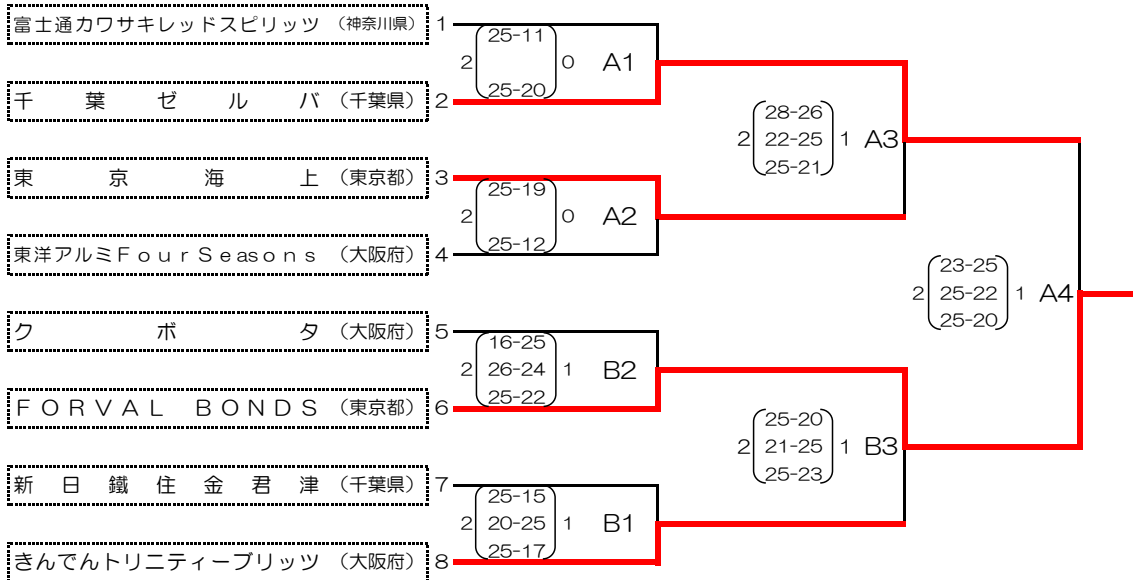 富士通カワサキレッドスピリッツ (神奈川県) 1
25-11
2 0 A1
25-20
千葉ゼルバ (千葉県) 2
28-26
2 22-25 1 A3
25-21
東京海上 (東京都) 3
25-19
2 0 A2
25-12
東洋アルミFourSeasons (大阪府) 4
23-25
2 25-22 1 A4
25-20
クボタ (大阪府) 5
16-25
2 26-24 1 B2
25-22
FORVAL BONDS (東京都) 6
25-20
2 21-25 1 B3
25-23
新日鐵住金君津 (千葉県) 7
25-15
2 20-25 1 B1
25-17
きんでんトリニティーブリッツ (大阪府) 8